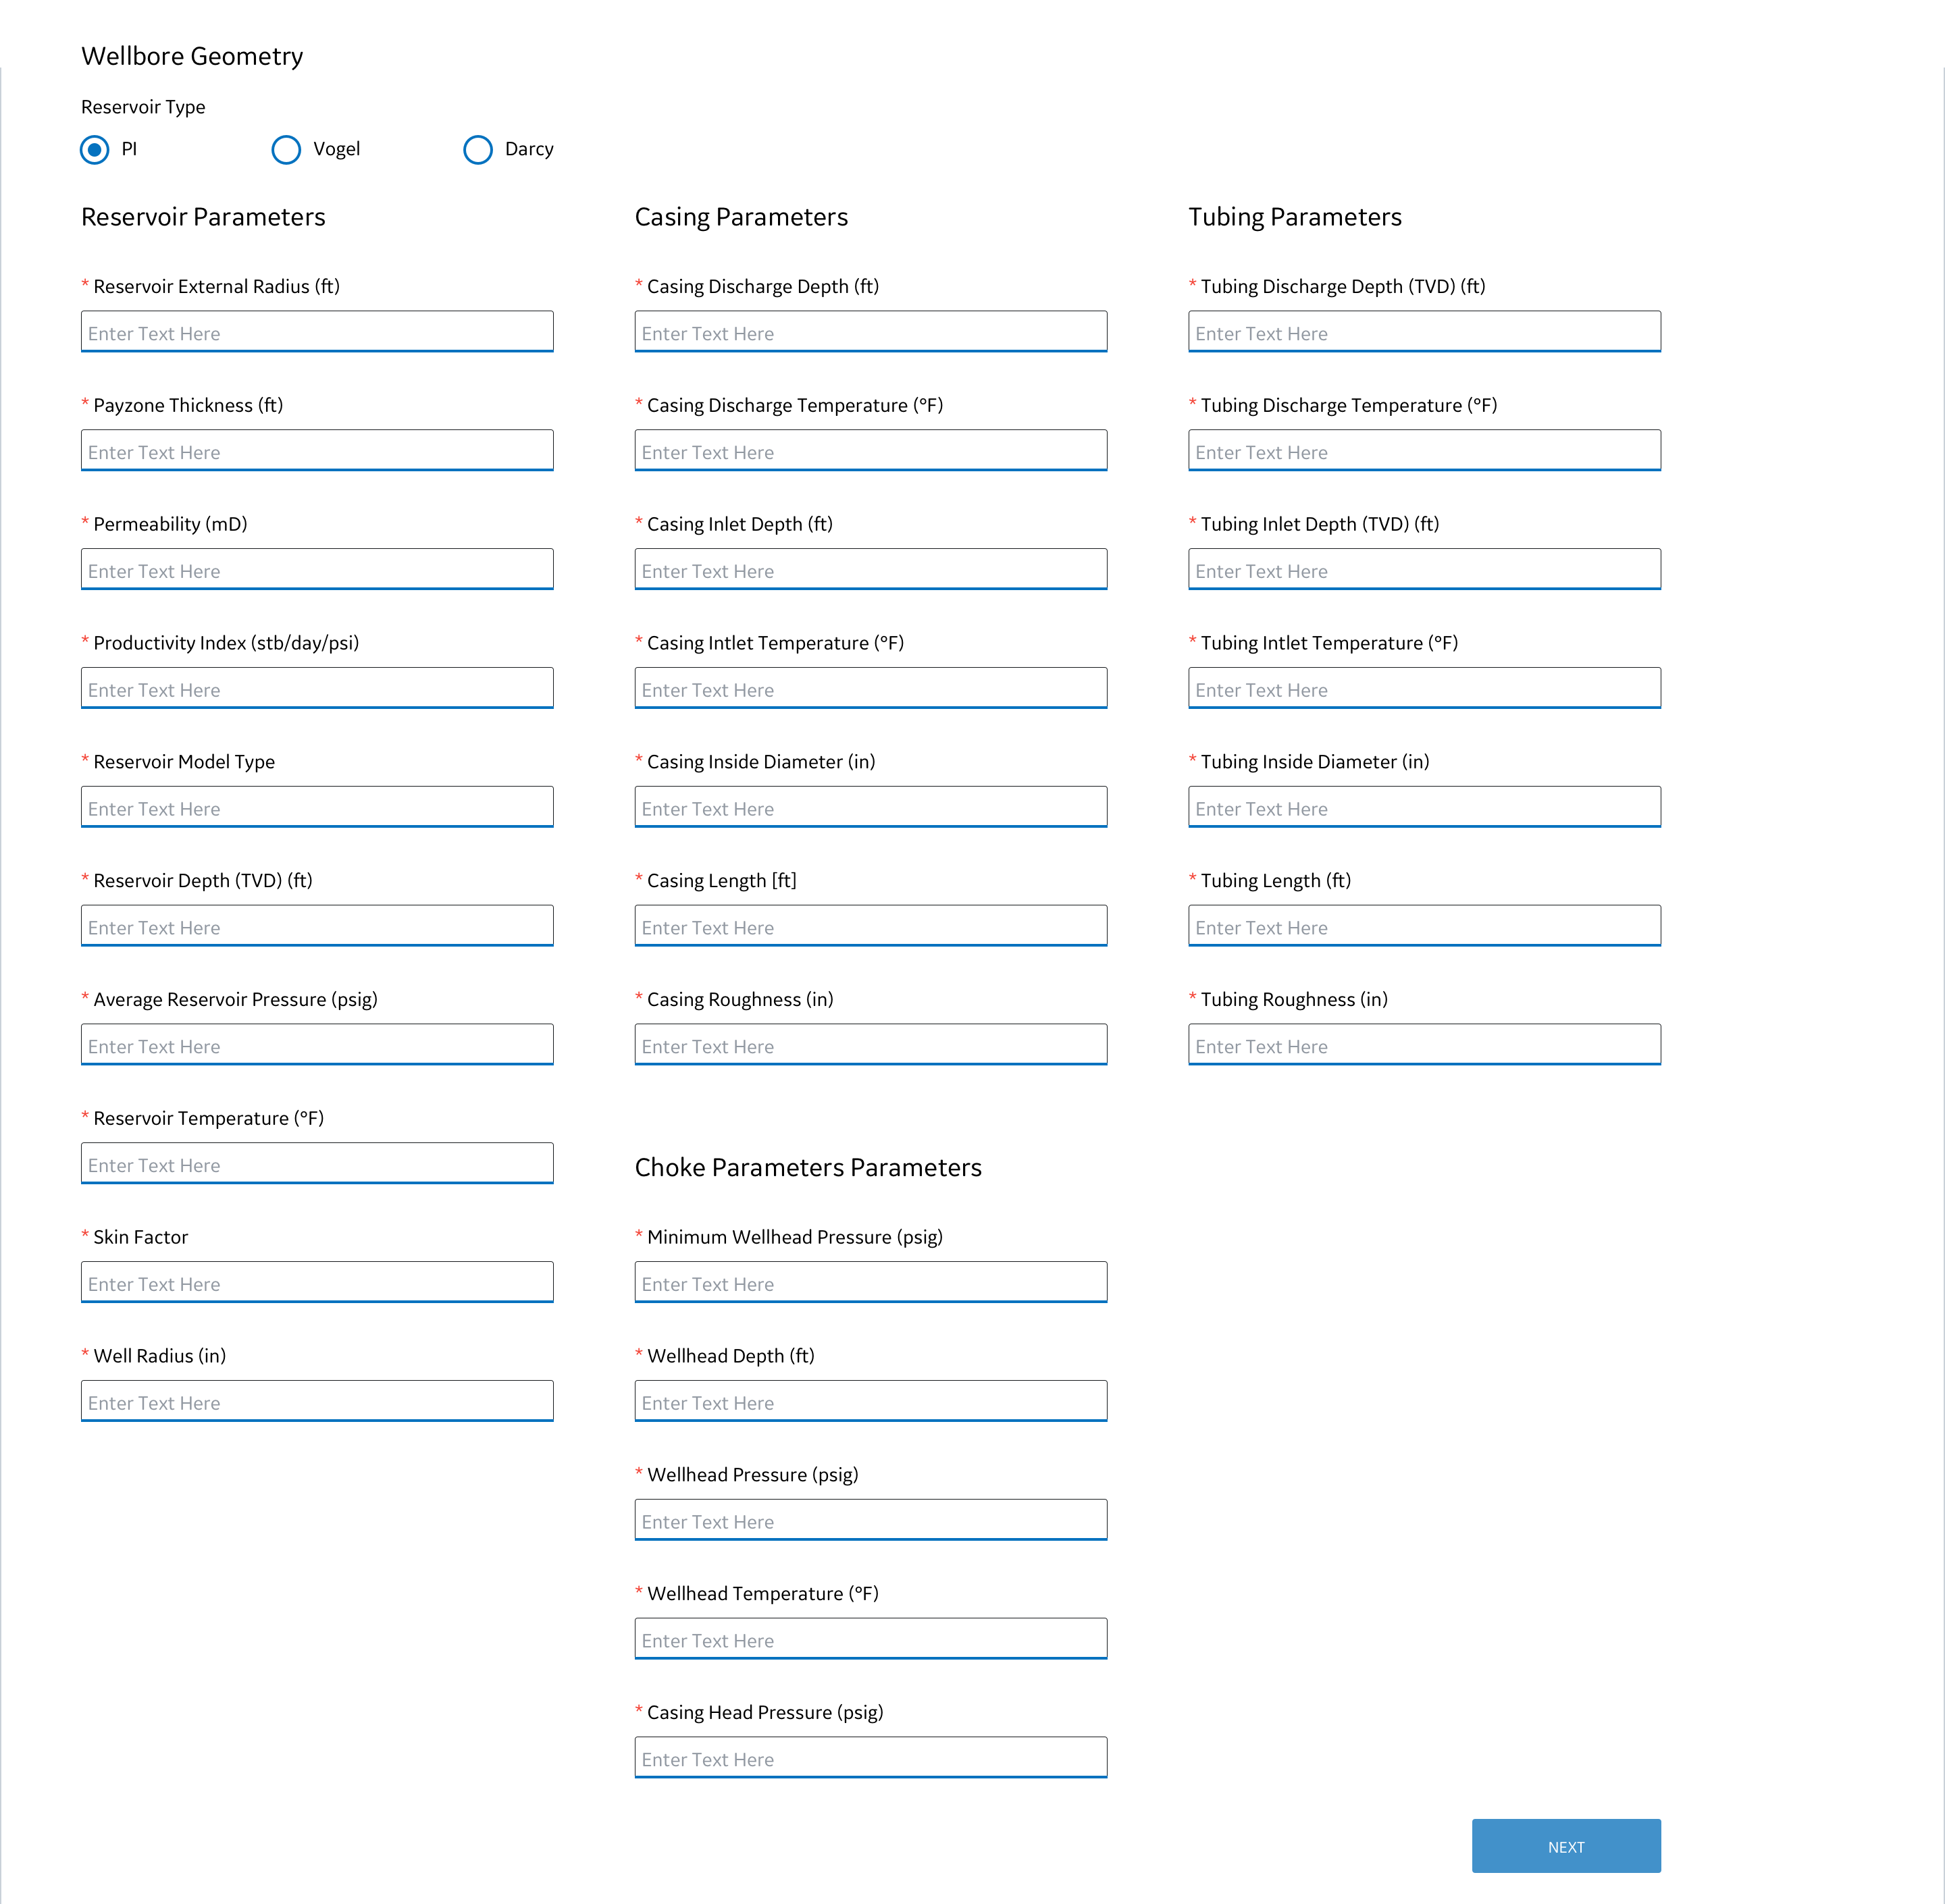 Wellbore Geometry
Reservoir Type
PI
Vogel
Darcy
Reservoir Parameters
* Reservoir External Radius (ft)
Enter Text Here
* Payzone Thickness (ft)
Enter Text Here
* Permeability (mD)
Enter Text Here
* Productivity Index (stb/day/psi)
Enter Text Here
* Reservoir Model Type
Enter Text Here
* Reservoir Depth (TVD) (ft)
Enter Text Here
* Average Reservoir Pressure (psig)
Enter Text Here
* Reservoir Temperature (°F)
Enter Text Here
* Skin Factor
Enter Text Here
* Well Radius (in)
Enter Text Here
Casing Parameters
* Casing Discharge Depth (ft)
Enter Text Here
* Casing Discharge Temperature (°F)
Enter Text Here
* Casing Inlet Depth (ft)
Enter Text Here
* Casing Intlet Temperature (°F)
Enter Text Here
* Casing Inside Diameter (in)
Enter Text Here
* Casing Length [ft]
Enter Text Here
* Casing Roughness (in)
Enter Text Here
Choke Parameters Parameters
* Minimum Wellhead Pressure (psig)
Enter Text Here
* Wellhead Depth (ft)
Enter Text Here
* Wellhead Pressure (psig)
Enter Text Here
* Wellhead Temperature (°F)
Enter Text Here
* Casing Head Pressure (psig)
Enter Text Here
Tubing Parameters
* Tubing Discharge Depth (TVD) (ft)
Enter Text Here
* Tubing Discharge Temperature (°F)
Enter Text Here
* Tubing Inlet Depth (TVD) (ft)
Enter Text Here
* Tubing Intlet Temperature (°F)
Enter Text Here
* Tubing Inside Diameter (in)
Enter Text Here
* Tubing Length (ft)
Enter Text Here
* Tubing Roughness (in)
Enter Text Here
NEXT